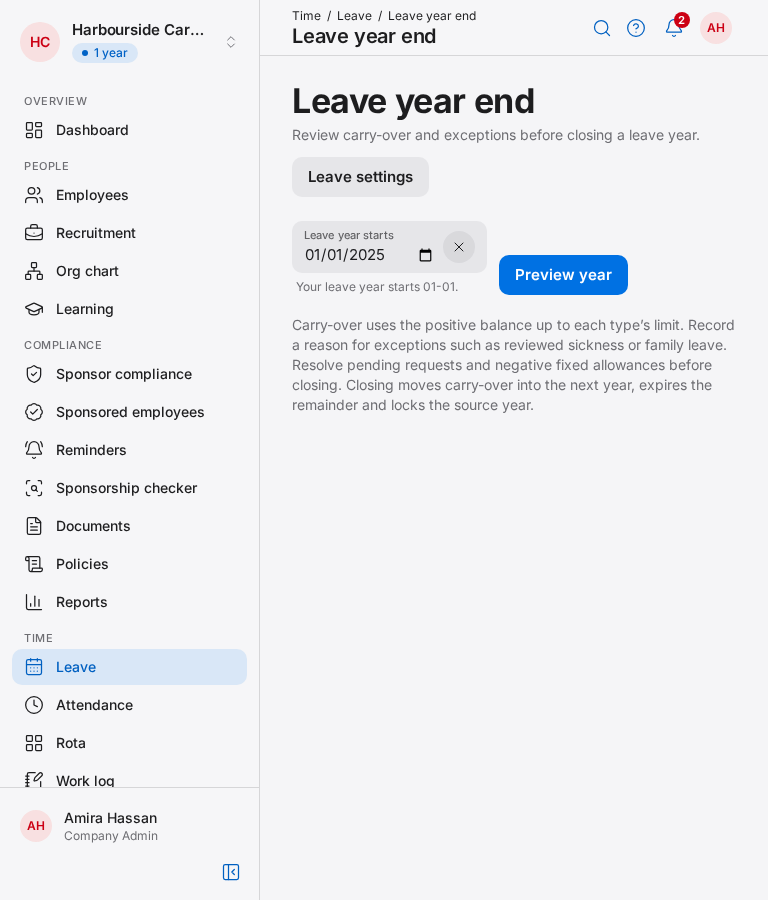 HC
Harbourside Car...
1 year
OVERVIEW
Dashboard
PEOPLE
Employees
Recruitment
Org chart
Learning
COMPLIANCE
Sponsor compliance
Sponsored employees
Reminders
Sponsorship checker
Documents
Policies
Reports
TIME
Leave
Attendance
Rota
Work log
AH
Amira Hassan
Company Admin
Time / Leave / Leave year end
Leave year end
2
AH
Leave year end
Review carry-over and exceptions before closing a leave year.
Leave settings
Leave year starts
01/01/2025
Your leave year starts 01-01.
Preview year
Carry-over uses the positive balance up to each type’s limit. Record
a reason for exceptions such as reviewed sickness or family leave.
Resolve pending requests and negative fixed allowances before
closing. Closing moves carry-over into the next year, expires the
remainder and locks the source year.